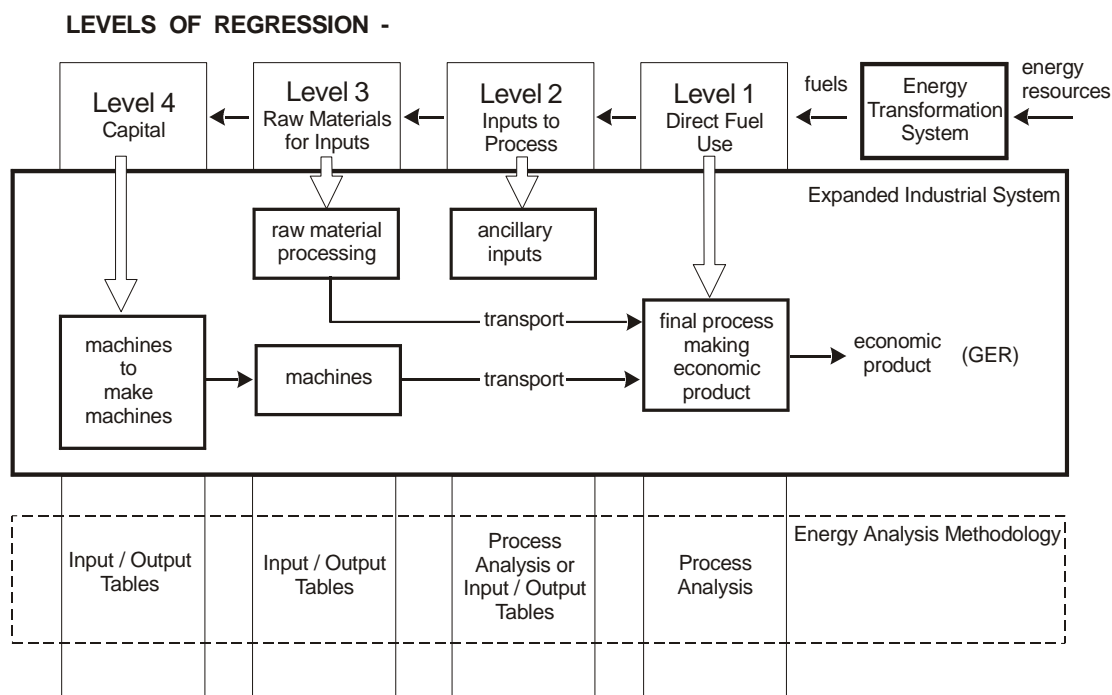 LEVELS OF REGRESSION -
Level 4
Capital
Level 3
Raw Materials
for Inputs
Level 2
Inputs to
Process
Level 1
Direct Fuel
Use
fuels
Energy
Transformation
System
energy
resources
Expanded Industrial System
raw material
processing
ancillary
inputs
transport
machines
to
make
machines
machines
transport
final process
making
economic
product
economic
product
(GER)
Energy Analysis Methodology
Input / Output
Tables
Input / Output
Tables
Process
Analysis or
Input / Output
Tables
Process
Analysis